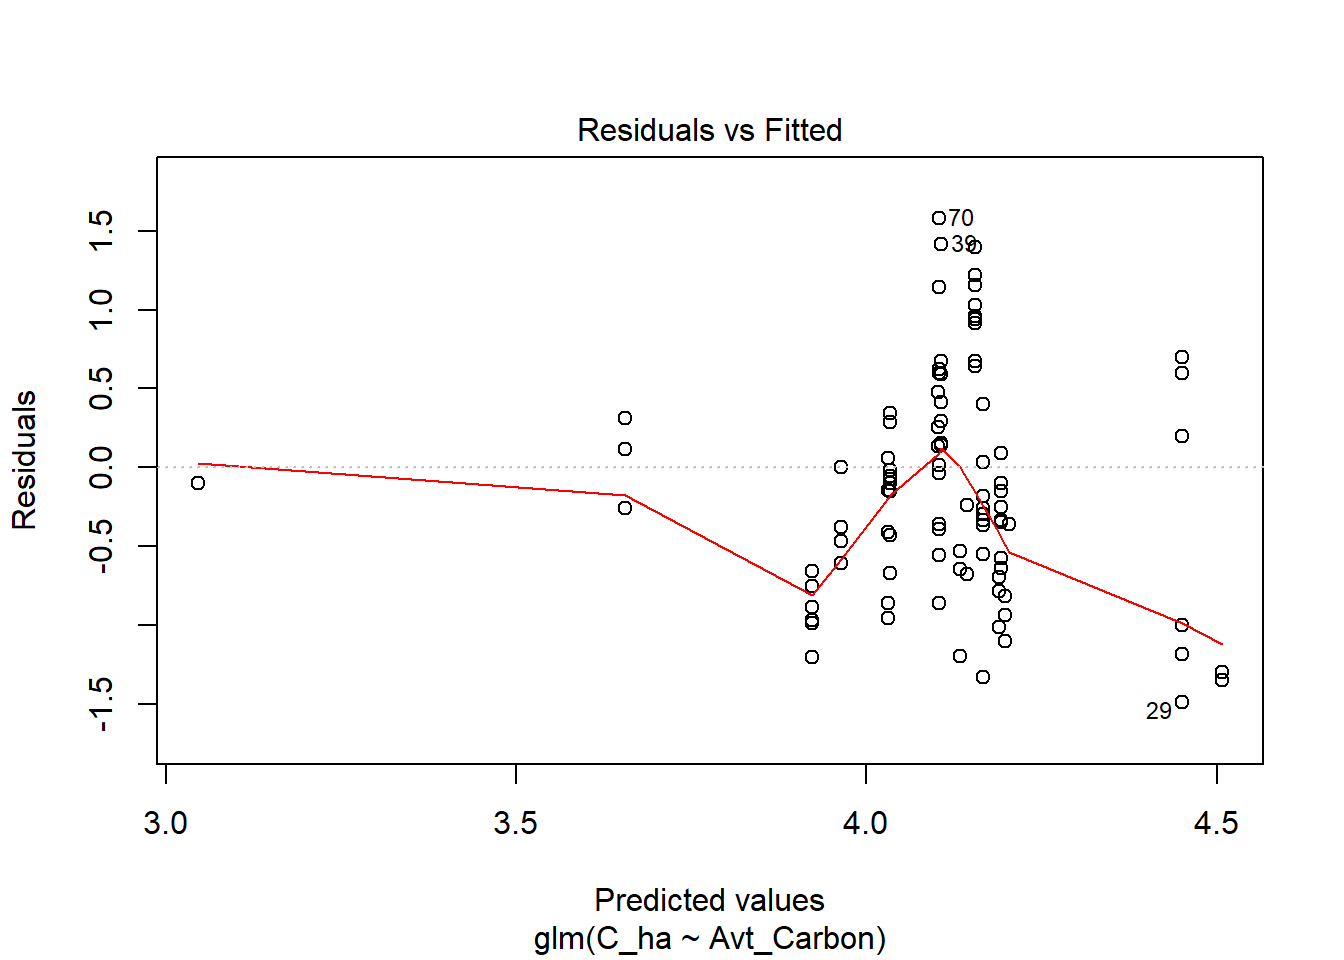 Residuals vs Fitted
Residuals
1.5
1.0
0.5
0.0
-0.5
-1.5
70
39
29
3.0 3.5 4.0 4.5
Predicted values
glm(C_ha ~ Avt_Carbon)